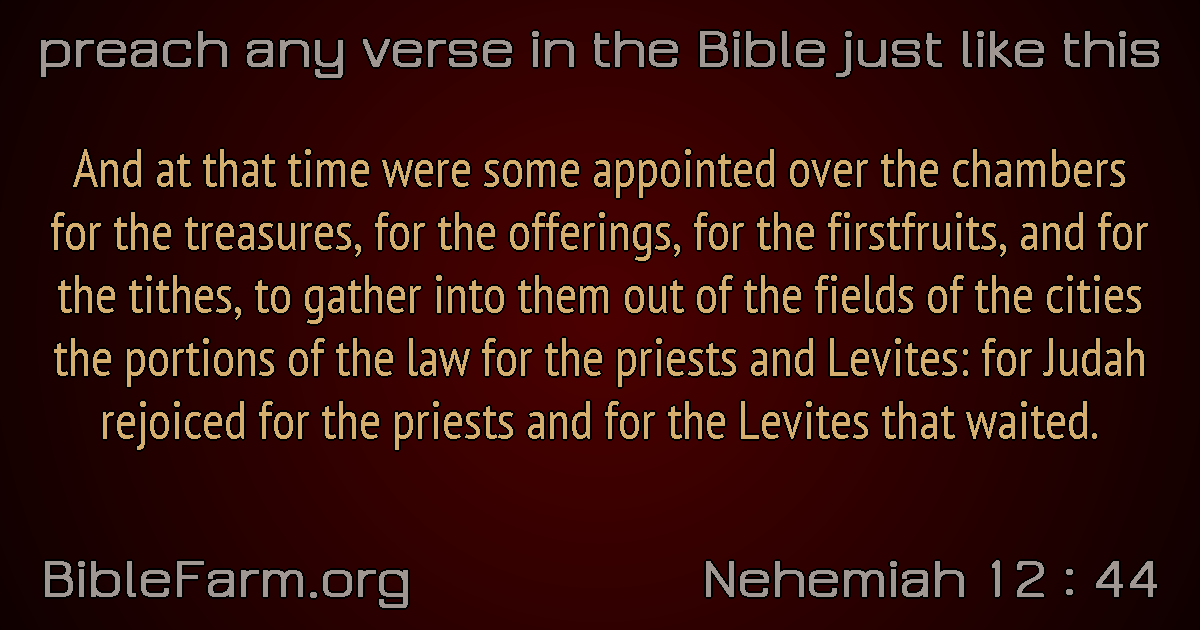 preach any verse in the Bible just like this
And at that time were some appointed over the chambers
for the treasures, for the offerings, for the firstfruits, and for
the tithes, to gather into them out of the fields of the cities
the portions of the law for the priests and Levites: for Judah
rejoiced for the priests and for the Levites that waited.
BibleFarm.org
Nehemiah 12 : 44